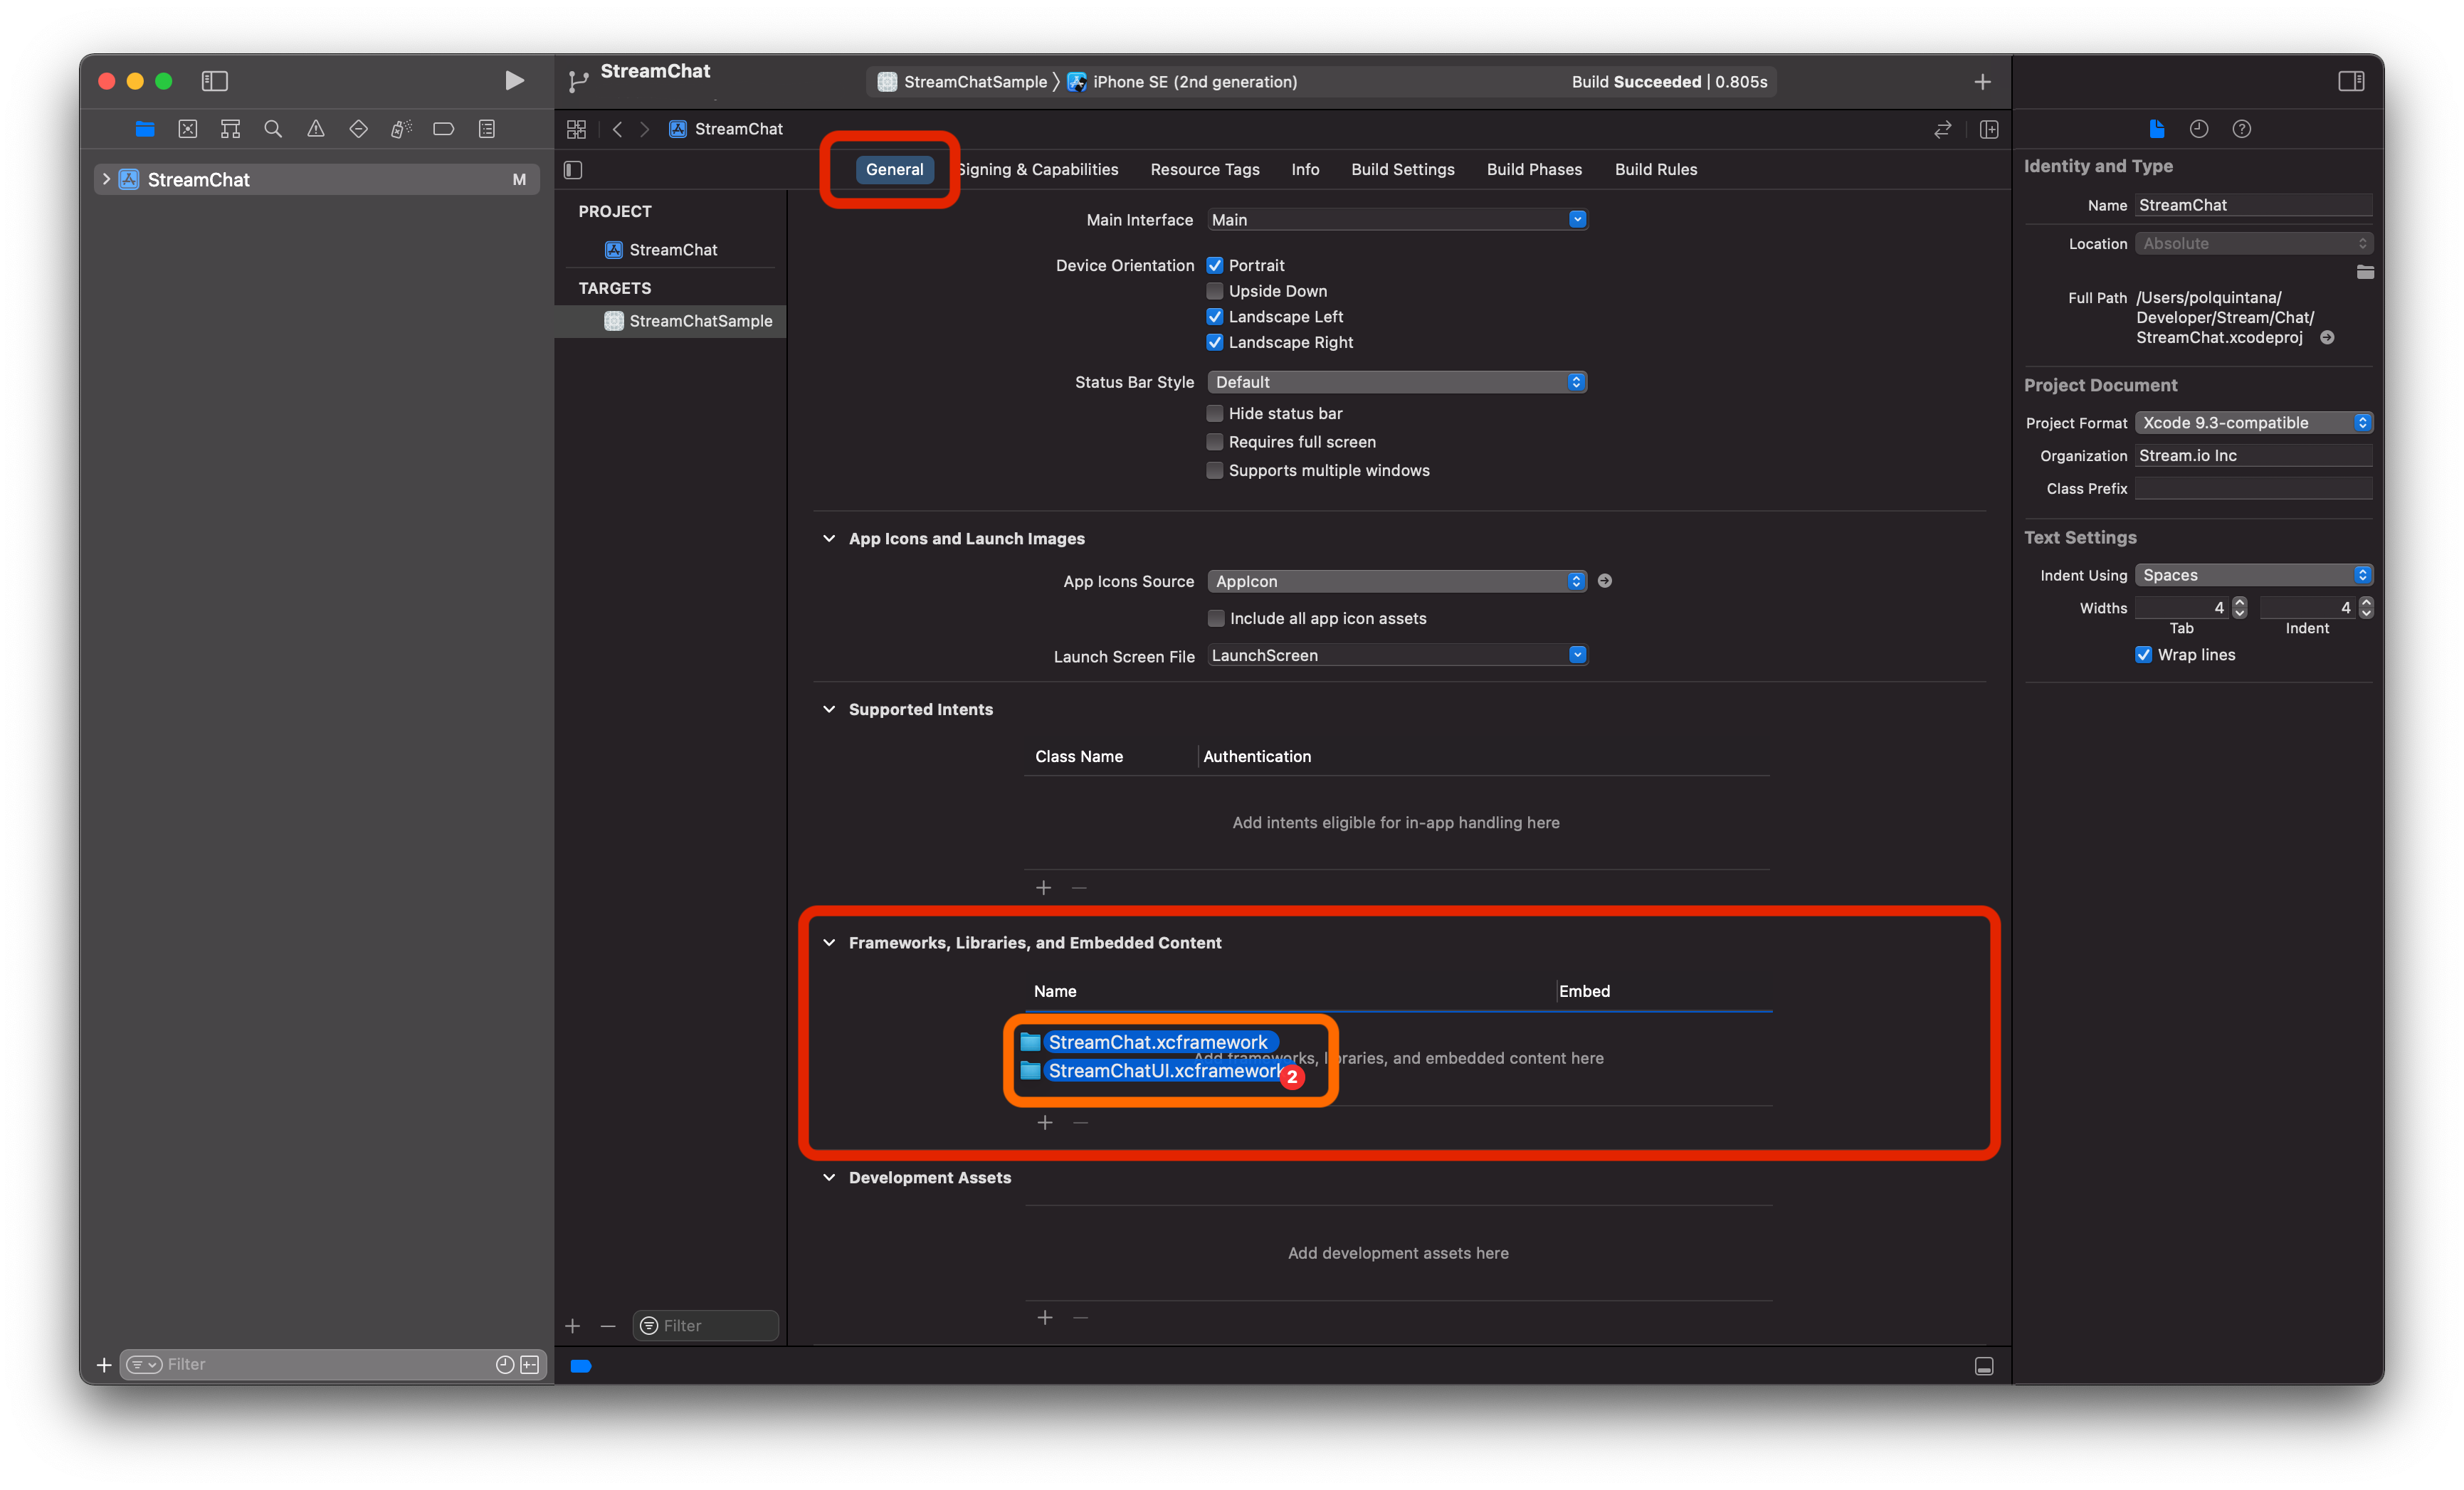 StreamChat
StreamChatSample
iPhone SE (2nd generation)
Build Succeeded | 0.805s
StreamChat
StreamChat
M
General
Signing & Capabilities
Resource Tags
Info
Build Settings
Build Phases
Build Rules
PROJECT
StreamChat
TARGETS
StreamChatSample
Filter
Filter
Main Interface
Main
Device Orientation
Portrait
Upside Down
Landscape Left
Landscape Right
Status Bar Style
Default
Hide status bar
Requires full screen
Supports multiple windows
App Icons and Launch Images
App Icons Source
AppIcon
Include all app icon assets
Launch Screen File
LaunchScreen
Supported Intents
Class Name
Authentication
Add intents eligible for in-app handling here
Frameworks, Libraries, and Embedded Content
Name
Embed
StreamChat.xcframework
Add frameworks, libraries, and embedded content here
StreamChatUI.xcframework
2
Development Assets
Add development assets here
Identity and Type
Name
StreamChat
Location
Absolute
Full Path
/Users/polquintana/
Developer/Stream/Chat/
StreamChat.xcodeproj
Project Document
Project Format
Xcode 9.3-compatible
Organization
Stream.io Inc
Class Prefix
Text Settings
Indent Using
Spaces
Widths
4
4
Tab
Indent
Wrap lines